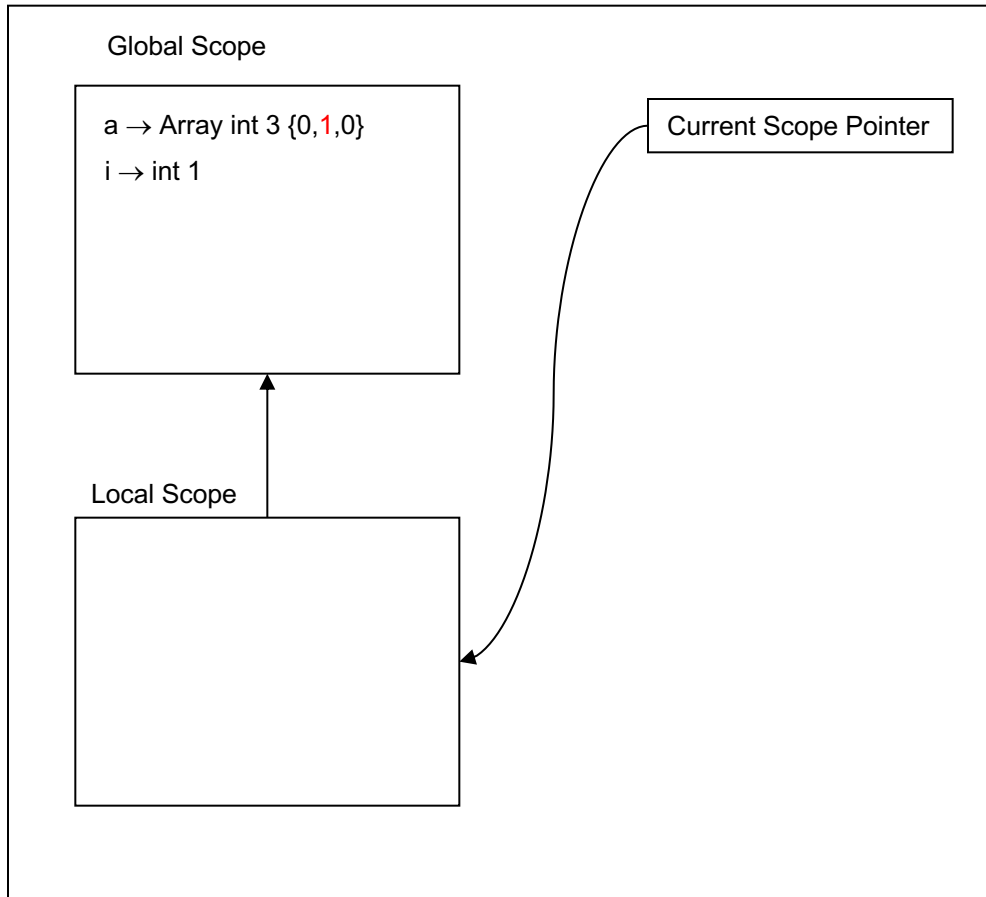 Global Scope
a → Array int 3 {0,1,0}
i → int 1
Current Scope Pointer
Local Scope